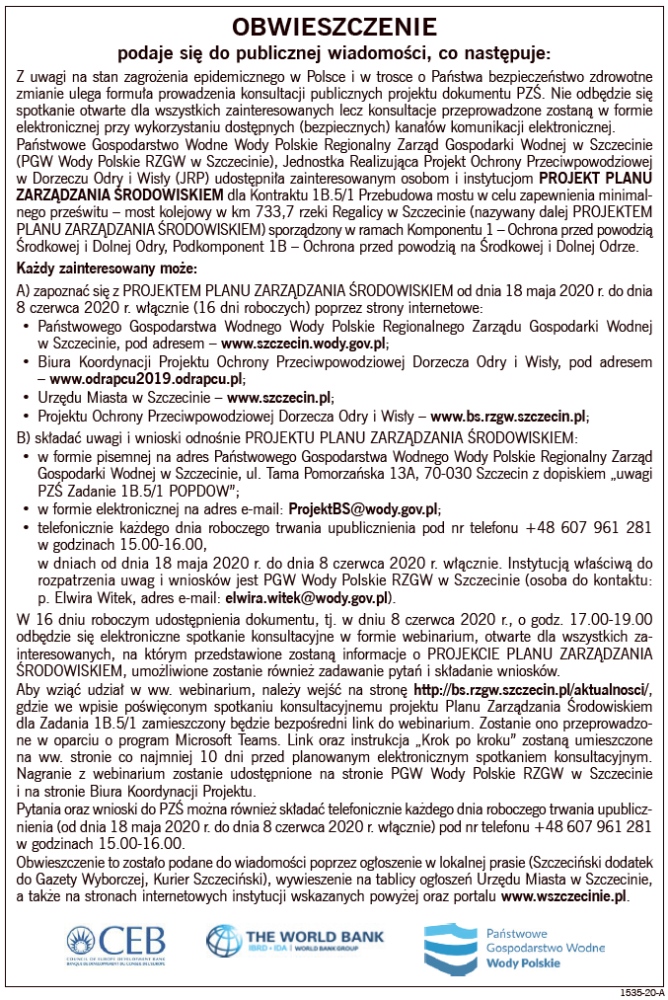 OBWIESZCZENIE
podaje się do publicznej wiadomości, co następuje:
Z uwagi na stan zagrożenia epidemicznego w Polsce i w trosce o Państwa bezpieczeństwo zdrowotne
zmianie ulega formuła prowadzenia konsultacji publicznych projektu dokumentu PZŚ. Nie odbędzie się
spotkanie otwarte dla wszystkich zainteresowanych lecz konsultacje przeprowadzone zostaną w formie
elektronicznej przy wykorzystaniu dostępnych (bezpiecznych) kanałów komunikacji elektronicznej.
Państwowe Gospodarstwo Wodne Wody Polskie Regionalny Zarząd Gospodarki Wodnej w Szczecinie
(PGW Wody Polskie RZGW w Szczecinie), Jednostka Realizująca Projekt Ochrony Przeciwpowodziowej
w Dorzeczu Odry i Wisły (JRP) udostępniła zainteresowanym osobom i instytucjom PROJEKT PLANU
ZARZĄDZANIA ŚRODOWISKIEM dla Kontraktu 1B.5/1 Przebudowa mostu w celu zapewnienia minimal-
nego prześwitu – most kolejowy w km 733,7 rzeki Regalicy w Szczecinie (nazywany dalej PROJEKTEM
PLANU ZARZĄDZANIA ŚRODOWISKIEM) sporządzony w ramach Komponentu 1 – Ochrona przed powodzią
Środkowej i Dolnej Odry, Podkomponent 1B – Ochrona przed powodzią na Środkowej i Dolnej Odrze.
Każdy zainteresowany może:
A) zapoznać się z PROJEKTEM PLANU ZARZĄDZANIA ŚRODOWISKIEM od dnia 18 maja 2020 r. do dnia
8 czerwca 2020 r. włącznie (16 dni roboczych) poprzez strony internetowe:
• Państwowego Gospodarstwa Wodnego Wody Polskie Regionalnego Zarządu Gospodarki Wodnej
w Szczecinie, pod adresem – www.szczecin.wody.gov.pl;
• Biura Koordynacji Projektu Ochrony Przeciwpowodziowej Dorzecza Odry i Wisły, pod adresem
– www.odrapcu2019.odrapcu.pl;
• Urzędu Miasta w Szczecinie – www.szczecin.pl;
• Projektu Ochrony Przeciwpowodziowej Dorzecza Odry i Wisły – www.bs.rzgw.szczecin.pl;
B) składać uwagi i wnioski odnośnie PROJEKTU PLANU ZARZĄDZANIA ŚRODOWISKIEM:
• w formie pisemnej na adres Państwowego Gospodarstwa Wodnego Wody Polskie Regionalny Zarząd
Gospodarki Wodnej w Szczecinie, ul. Tama Pomorzańska 13A, 70-030 Szczecin z dopiskiem „uwagi
PZŚ Zadanie 1B.5/1 POPDOW”;
• w formie elektronicznej na adres e-mail: ProjektBS@wody.gov.pl;
• telefonicznie każdego dnia roboczego trwania upublicznienia pod nr telefonu +48 607 961 281
w godzinach 15.00-16.00,
w dniach od dnia 18 maja 2020 r. do dnia 8 czerwca 2020 r. włącznie. Instytucją właściwą do
rozpatrzenia uwag i wniosków jest PGW Wody Polskie RZGW w Szczecinie (osoba do kontaktu:
p. Elwira Witek, adres e-mail: elwira.witek@wody.gov.pl).
W 16 dniu roboczym udostępnienia dokumentu, tj. w dniu 8 czerwca 2020 r., o godz. 17.00-19.00
odbędzie się elektroniczne spotkanie konsultacyjne w formie webinarium, otwarte dla wszystkich za-
interesowanych, na którym przedstawione zostaną informacje o PROJEKCIE PLANU ZARZĄDZANIA
ŚRODOWISKIEM, umożliwione zostanie również zadawanie pytań i składanie wniosków.
Aby wziąć udział w ww. webinarium, należy wejść na stronę http://bs.rzgw.szczecin.pl/aktualnosci/,
gdzie we wpisie poświęconym spotkaniu konsultacyjnemu projektu Planu Zarządzania Środowiskiem
dla Zadania 1B.5/1 zamieszczony będzie bezpośredni link do webinarium. Zostanie ono przeprowadzo-
ne w oparciu o program Microsoft Teams. Link oraz instrukcja „Krok po kroku” zostaną umieszczone
na ww. stronie co najmniej 10 dni przed planowanym elektronicznym spotkaniem konsultacyjnym.
Nagranie z webinarium zostanie udostępnione na stronie PGW Wody Polskie RZGW w Szczecinie
i na stronie Biura Koordynacji Projektu.
Pytania oraz wnioski do PZŚ można również składać telefonicznie każdego dnia roboczego trwania upublicz-
nienia (od dnia 18 maja 2020 r. do dnia 8 czerwca 2020 r. włącznie) pod nr telefonu +48 607 961 281
w godzinach 15.00-16.00.
Obwieszczenie to zostało podane do wiadomości poprzez ogłoszenie w lokalnej prasie (Szczeciński dodatek
do Gazety Wyborczej, Kurier Szczeciński), wywieszenie na tablicy ogłoszeń Urzędu Miasta w Szczecinie,
a także na stronach internetowych instytucji wskazanych powyżej oraz portalu www.wszczecinie.pl.
CEB
COUNCIL OF EUROPE DEVELOPMENT BANK
BANQUE DE DÉVELOPPEMENT DU CONSEIL DE L'EUROPE
THE WORLD BANK
IBRD • IDA | WORLD BANK GROUP
Państwowe
Gospodarstwo Wodne
Wody Polskie
1535-20-A